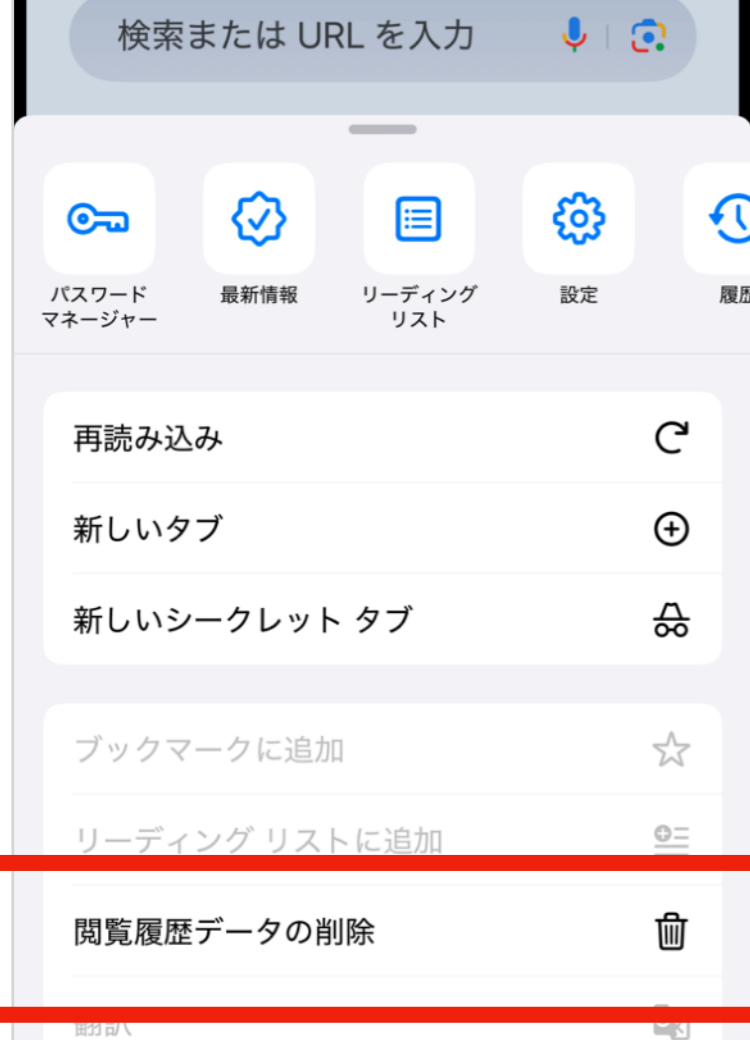 検索または URL を入力
パスワード
マネージャー
最新情報
リーディング
リスト
設定
履歴
再読み込み
新しいタブ
新しいシークレット タブ
ブックマークに追加
リーディング リストに追加
閲覧履歴データの削除
翻訳